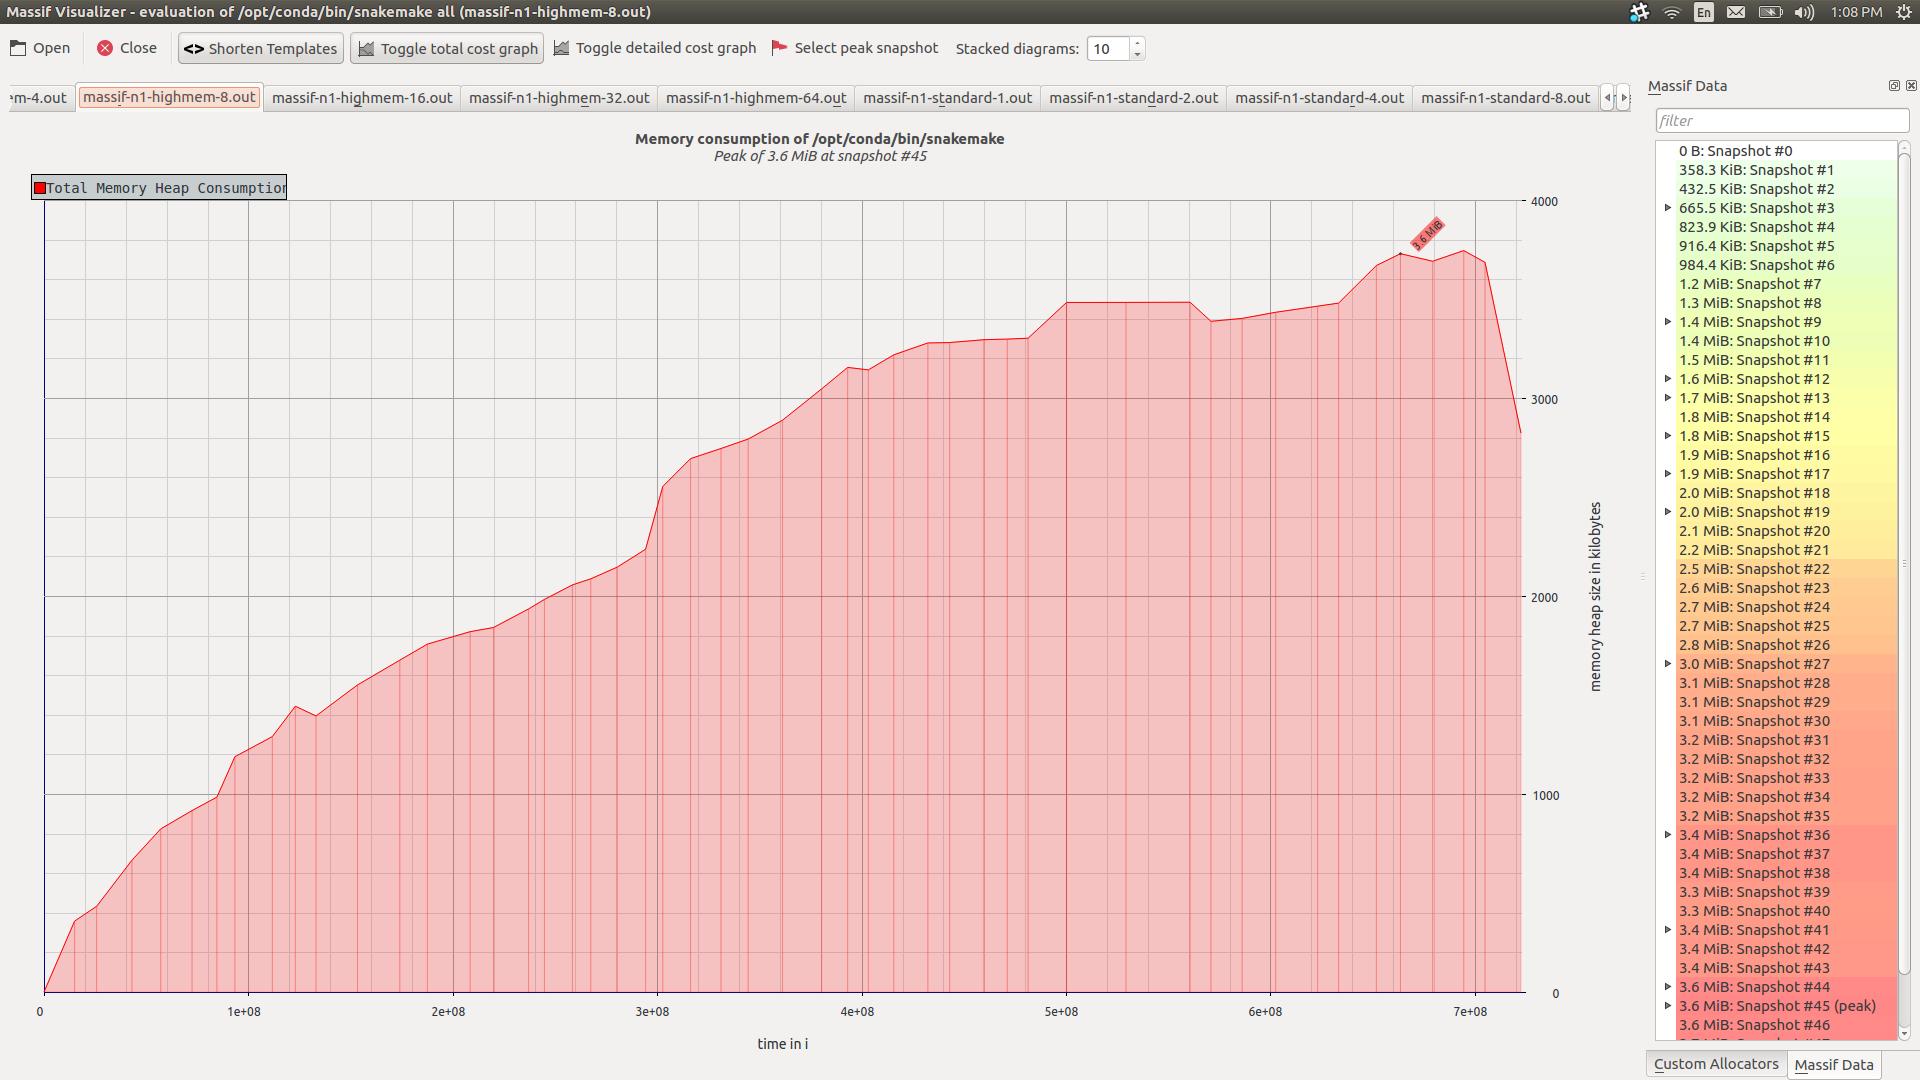 Massif Visualizer - evaluation of /opt/conda/bin/snakemake all (massif-n1-highmem-8.out)
En
1:08 PM
Open
Close
<> Shorten Templates
Toggle total cost graph
Toggle detailed cost graph
Select peak snapshot
Stacked diagrams:
10
em-4.out
massif-n1-highmem-8.out
massif-n1-highmem-16.out
massif-n1-highmem-32.out
massif-n1-highmem-64.out
massif-n1-standard-1.out
massif-n1-standard-2.out
massif-n1-standard-4.out
massif-n1-standard-8.out
Memory consumption of /opt/conda/bin/snakemake
Peak of 3.6 MiB at snapshot #45
Total Memory Heap Consumption
3.6 MiB
4000
3000
2000
1000
0
memory heap size in kilobytes
0
1e+08
2e+08
3e+08
4e+08
5e+08
6e+08
7e+08
time in i
Massif Data
filter
0 B: Snapshot #0
358.3 KiB: Snapshot #1
432.5 KiB: Snapshot #2
665.5 KiB: Snapshot #3
823.9 KiB: Snapshot #4
916.4 KiB: Snapshot #5
984.4 KiB: Snapshot #6
1.2 MiB: Snapshot #7
1.3 MiB: Snapshot #8
1.4 MiB: Snapshot #9
1.4 MiB: Snapshot #10
1.5 MiB: Snapshot #11
1.6 MiB: Snapshot #12
1.7 MiB: Snapshot #13
1.8 MiB: Snapshot #14
1.8 MiB: Snapshot #15
1.9 MiB: Snapshot #16
1.9 MiB: Snapshot #17
2.0 MiB: Snapshot #18
2.0 MiB: Snapshot #19
2.1 MiB: Snapshot #20
2.2 MiB: Snapshot #21
2.5 MiB: Snapshot #22
2.6 MiB: Snapshot #23
2.7 MiB: Snapshot #24
2.7 MiB: Snapshot #25
2.8 MiB: Snapshot #26
3.0 MiB: Snapshot #27
3.1 MiB: Snapshot #28
3.1 MiB: Snapshot #29
3.1 MiB: Snapshot #30
3.2 MiB: Snapshot #31
3.2 MiB: Snapshot #32
3.2 MiB: Snapshot #33
3.2 MiB: Snapshot #34
3.2 MiB: Snapshot #35
3.4 MiB: Snapshot #36
3.4 MiB: Snapshot #37
3.4 MiB: Snapshot #38
3.3 MiB: Snapshot #39
3.3 MiB: Snapshot #40
3.4 MiB: Snapshot #41
3.4 MiB: Snapshot #42
3.4 MiB: Snapshot #43
3.6 MiB: Snapshot #44
3.6 MiB: Snapshot #45 (peak)
3.6 MiB: Snapshot #46
Custom Allocators
Massif Data